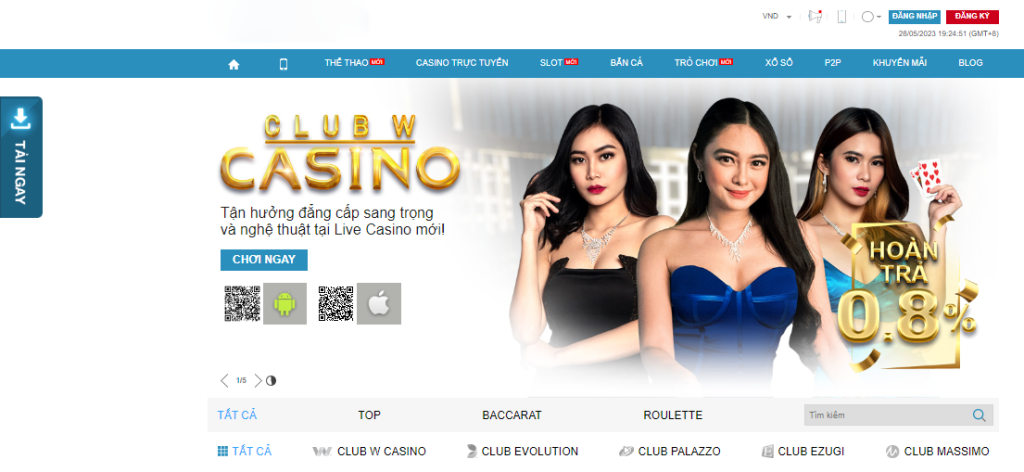 VND
ĐĂNG NHẬP
ĐĂNG KÝ
28/05/2023 19:24:51 (GMT+8)
THỂ THAO MỚI
CASINO TRỰC TUYẾN
SLOT MỚI
BẮN CÁ
TRÒ CHƠI MỚI
XỔ SỐ
P2P
KHUYẾN MÃI
BLOG
TẢI NGAY
CLUB W
CASINO
Tận hưởng đẳng cấp sang trọng
và nghệ thuật tại Live Casino mới!
CHƠI NGAY
HOÀN
TRẢ
0.8%
1/5
TẤT CẢ
TOP
BACCARAT
ROULETTE
Tìm kiếm
TẤT CẢ
CLUB W CASINO
CLUB EVOLUTION
CLUB PALAZZO
CLUB EZUGI
CLUB MASSIMO